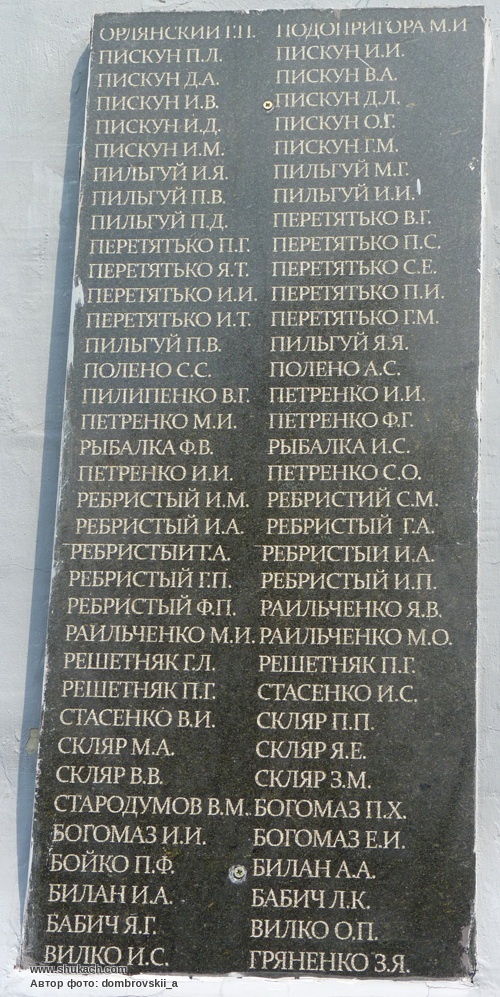 ОРЛЯНСКИЙ Г.П. ПОДОПРИГОРА М.И
ПИСКУН П.Л. ПИСКУН И.И.
ПИСКУН Д.А. ПИСКУН В.А.
ПИСКУН И.В. ПИСКУН Д.Л.
ПИСКУН И.Д. ПИСКУН О.Г.
ПИСКУН И.М. ПИСКУН Г.М.
ПИЛЬГУЙ И.Я. ПИЛЬГУЙ М.Г.
ПИЛЬГУЙ П.В. ПИЛЬГУЙ И.И.
ПИЛЬГУЙ П.Д. ПЕРЕТЯТЬКО В.Г.
ПЕРЕТЯТЬКО П.Г. ПЕРЕТЯТЬКО П.С.
ПЕРЕТЯТЬКО Я.Т. ПЕРЕТЯТЬКО С.Е.
ПЕРЕТЯТЬКО И.И. ПЕРЕТЯТЬКО П.И.
ПЕРЕТЯТЬКО И.Т. ПЕРЕТЯТЬКО Г.М.
ПИЛЬГУЙ П.В. ПИЛЬГУЙ Я.Я.
ПОЛЕНО С.С. ПОЛЕНО А.С.
ПИЛИПЕНКО В.Г. ПЕТРЕНКО И.И.
ПЕТРЕНКО М.И. ПЕТРЕНКО Ф.Г.
РЫБАЛКА Ф.В. РЫБАЛКА И.С.
ПЕТРЕНКО И.И. ПЕТРЕНКО С.О.
РЕБРИСТЫЙ И.М. РЕБРИСТИЙ С.М.
РЕБРИСТЫЙ И.А. РЕБРИСТЫЙ Г.А.
РЕБРИСТЫЙ Г.А. РЕБРИСТЫЙ И.А.
РЕБРИСТЫЙ Г.П. РЕБРИСТЫЙ И.П.
РЕБРИСТЫЙ Ф.П. РАИЛЬЧЕНКО Я.В.
РАИЛЬЧЕНКО М.И. РАИЛЬЧЕНКО М.О.
РЕШЕТНЯК Г.Л. РЕШЕТНЯК П.Г.
РЕШЕТНЯК П.Г. СТАСЕНКО И.С.
СТАСЕНКО В.И. СКЛЯР П.П.
СКЛЯР М.А. СКЛЯР Я.Е.
СКЛЯР В.В. СКЛЯР З.М.
СТАРОДУМОВ В.М. БОГОМАЗ П.Х.
БОГОМАЗ И.И. БОГОМАЗ Е.И.
БОЙКО П.Ф. БИЛАН А.А.
БИЛАН И.А. БАБИЧ Л.К.
БАБИЧ Я.Г. ВИЛКО О.П.
ВИЛКО И.С. ГРЯНЕНКО З.Я.
www.shukach.com
Автор фото: dombrovskii_a